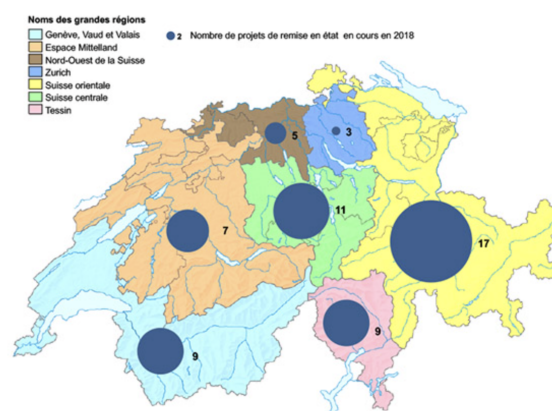 Noms des grandes régions
Genève, Vaud et Valais
Espace Mittelland
Nord-Ouest de la Suisse
Zurich
Suisse orientale
Suisse centrale
Tessin
2 Nombre de projets de remise en état en cours en 2018
5
3
11
7
17
9
9